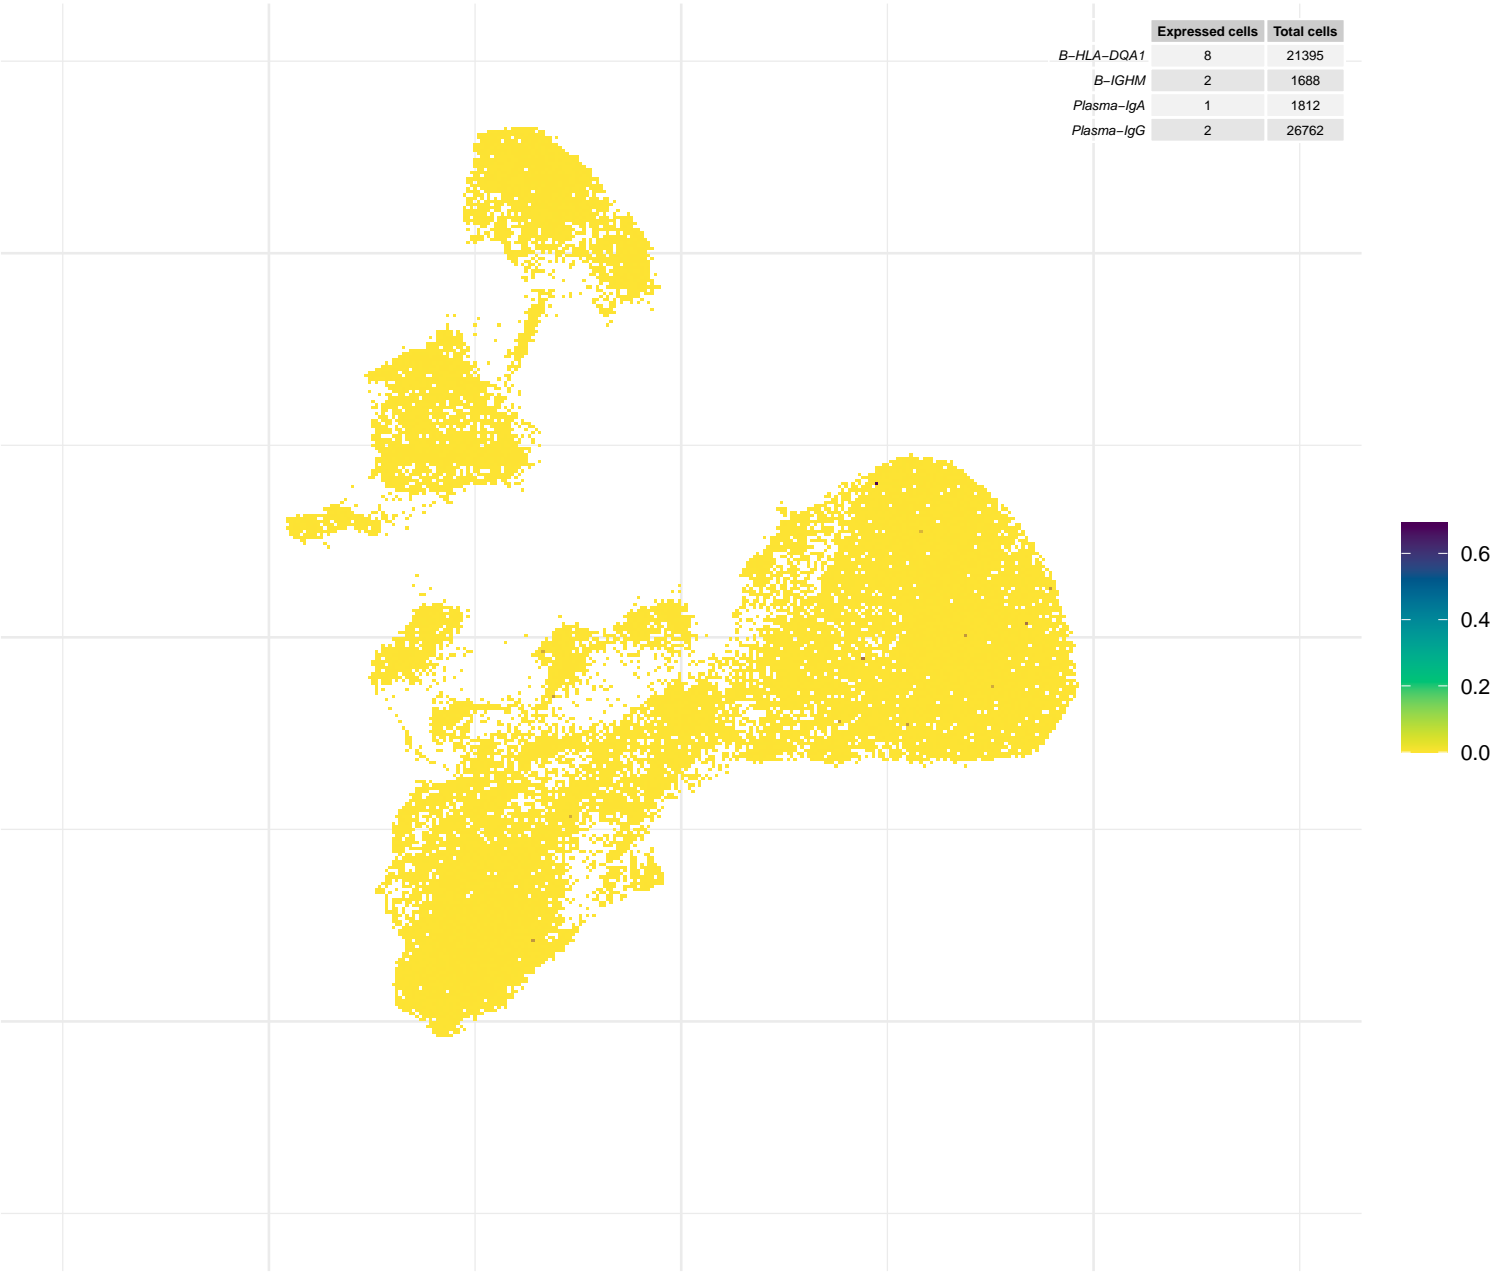 Expressed cells Total cells
B−HLA−DQA1 8 21395
B−IGHM 2 1688
Plasma−IgA 1 1812
Plasma−IgG 2 26762
0.6
0.4
0.2
0.0